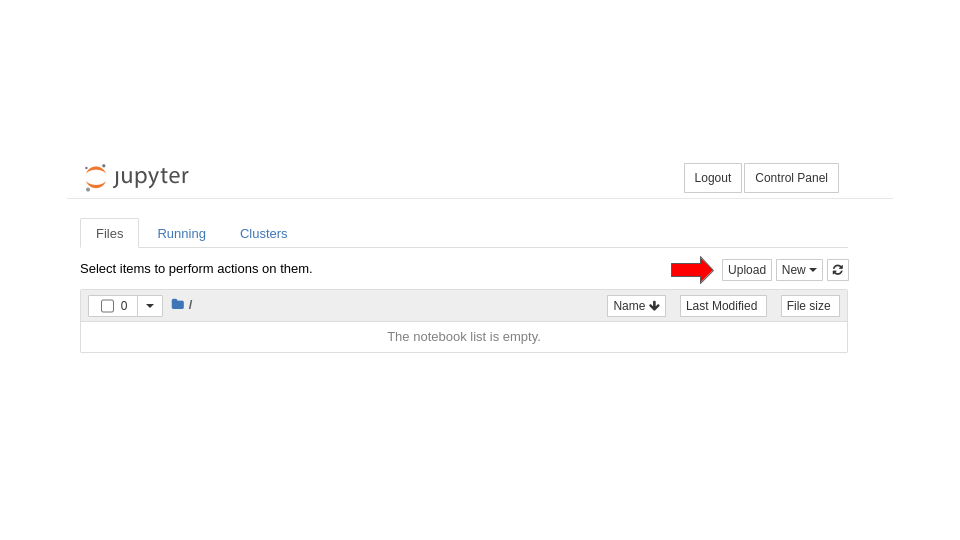 jupyter
Logout Control Panel
Files Running Clusters
Select items to perform actions on them.
Upload New
0 / Name Last Modified File size
The notebook list is empty.